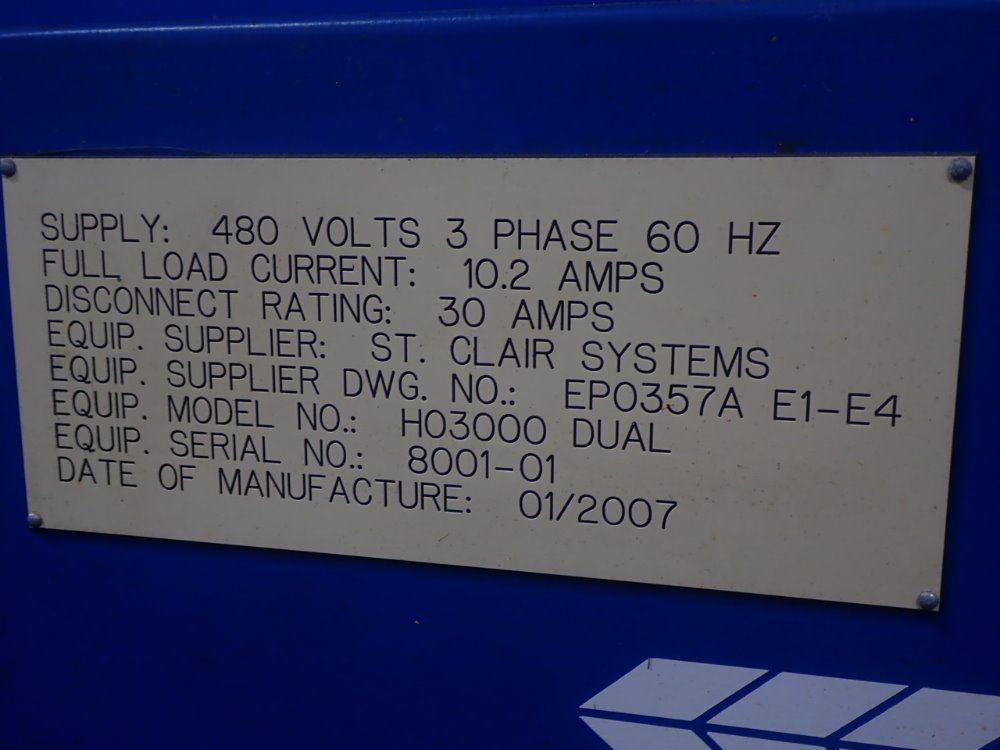 SUPPLY: 480 VOLTS 3 PHASE 60 HZ
FULL LOAD CURRENT: 10.2 AMPS
DISCONNECT RATING: 30 AMPS
EQUIP. SUPPLIER: ST. CLAIR SYSTEMS
EQUIP. SUPPLIER DWG. NO.: EP0357A E1-E4
EQUIP. MODEL NO.: H03000 DUAL
EQUIP. SERIAL NO.: 8001-01
DATE OF MANUFACTURE: 01/2007